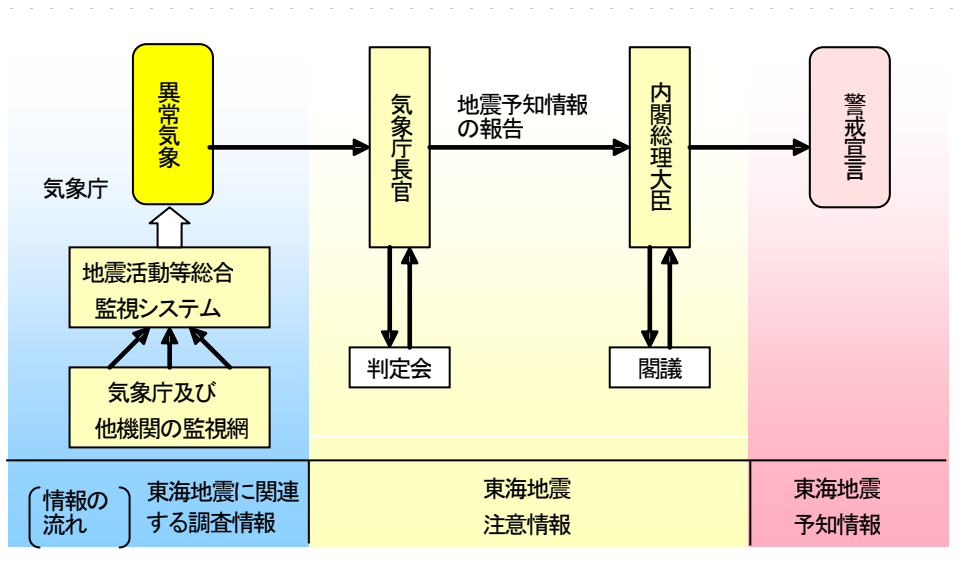 異常気象
気象庁
地震活動等総合
監視システム
気象庁及び
他機関の監視網
気象庁長官
地震予知情報
の報告
判定会
内閣総理大臣
閣議
警戒宣言
情報の
流れ
東海地震に関連
する調査情報
東海地震
注意情報
東海地震
予知情報